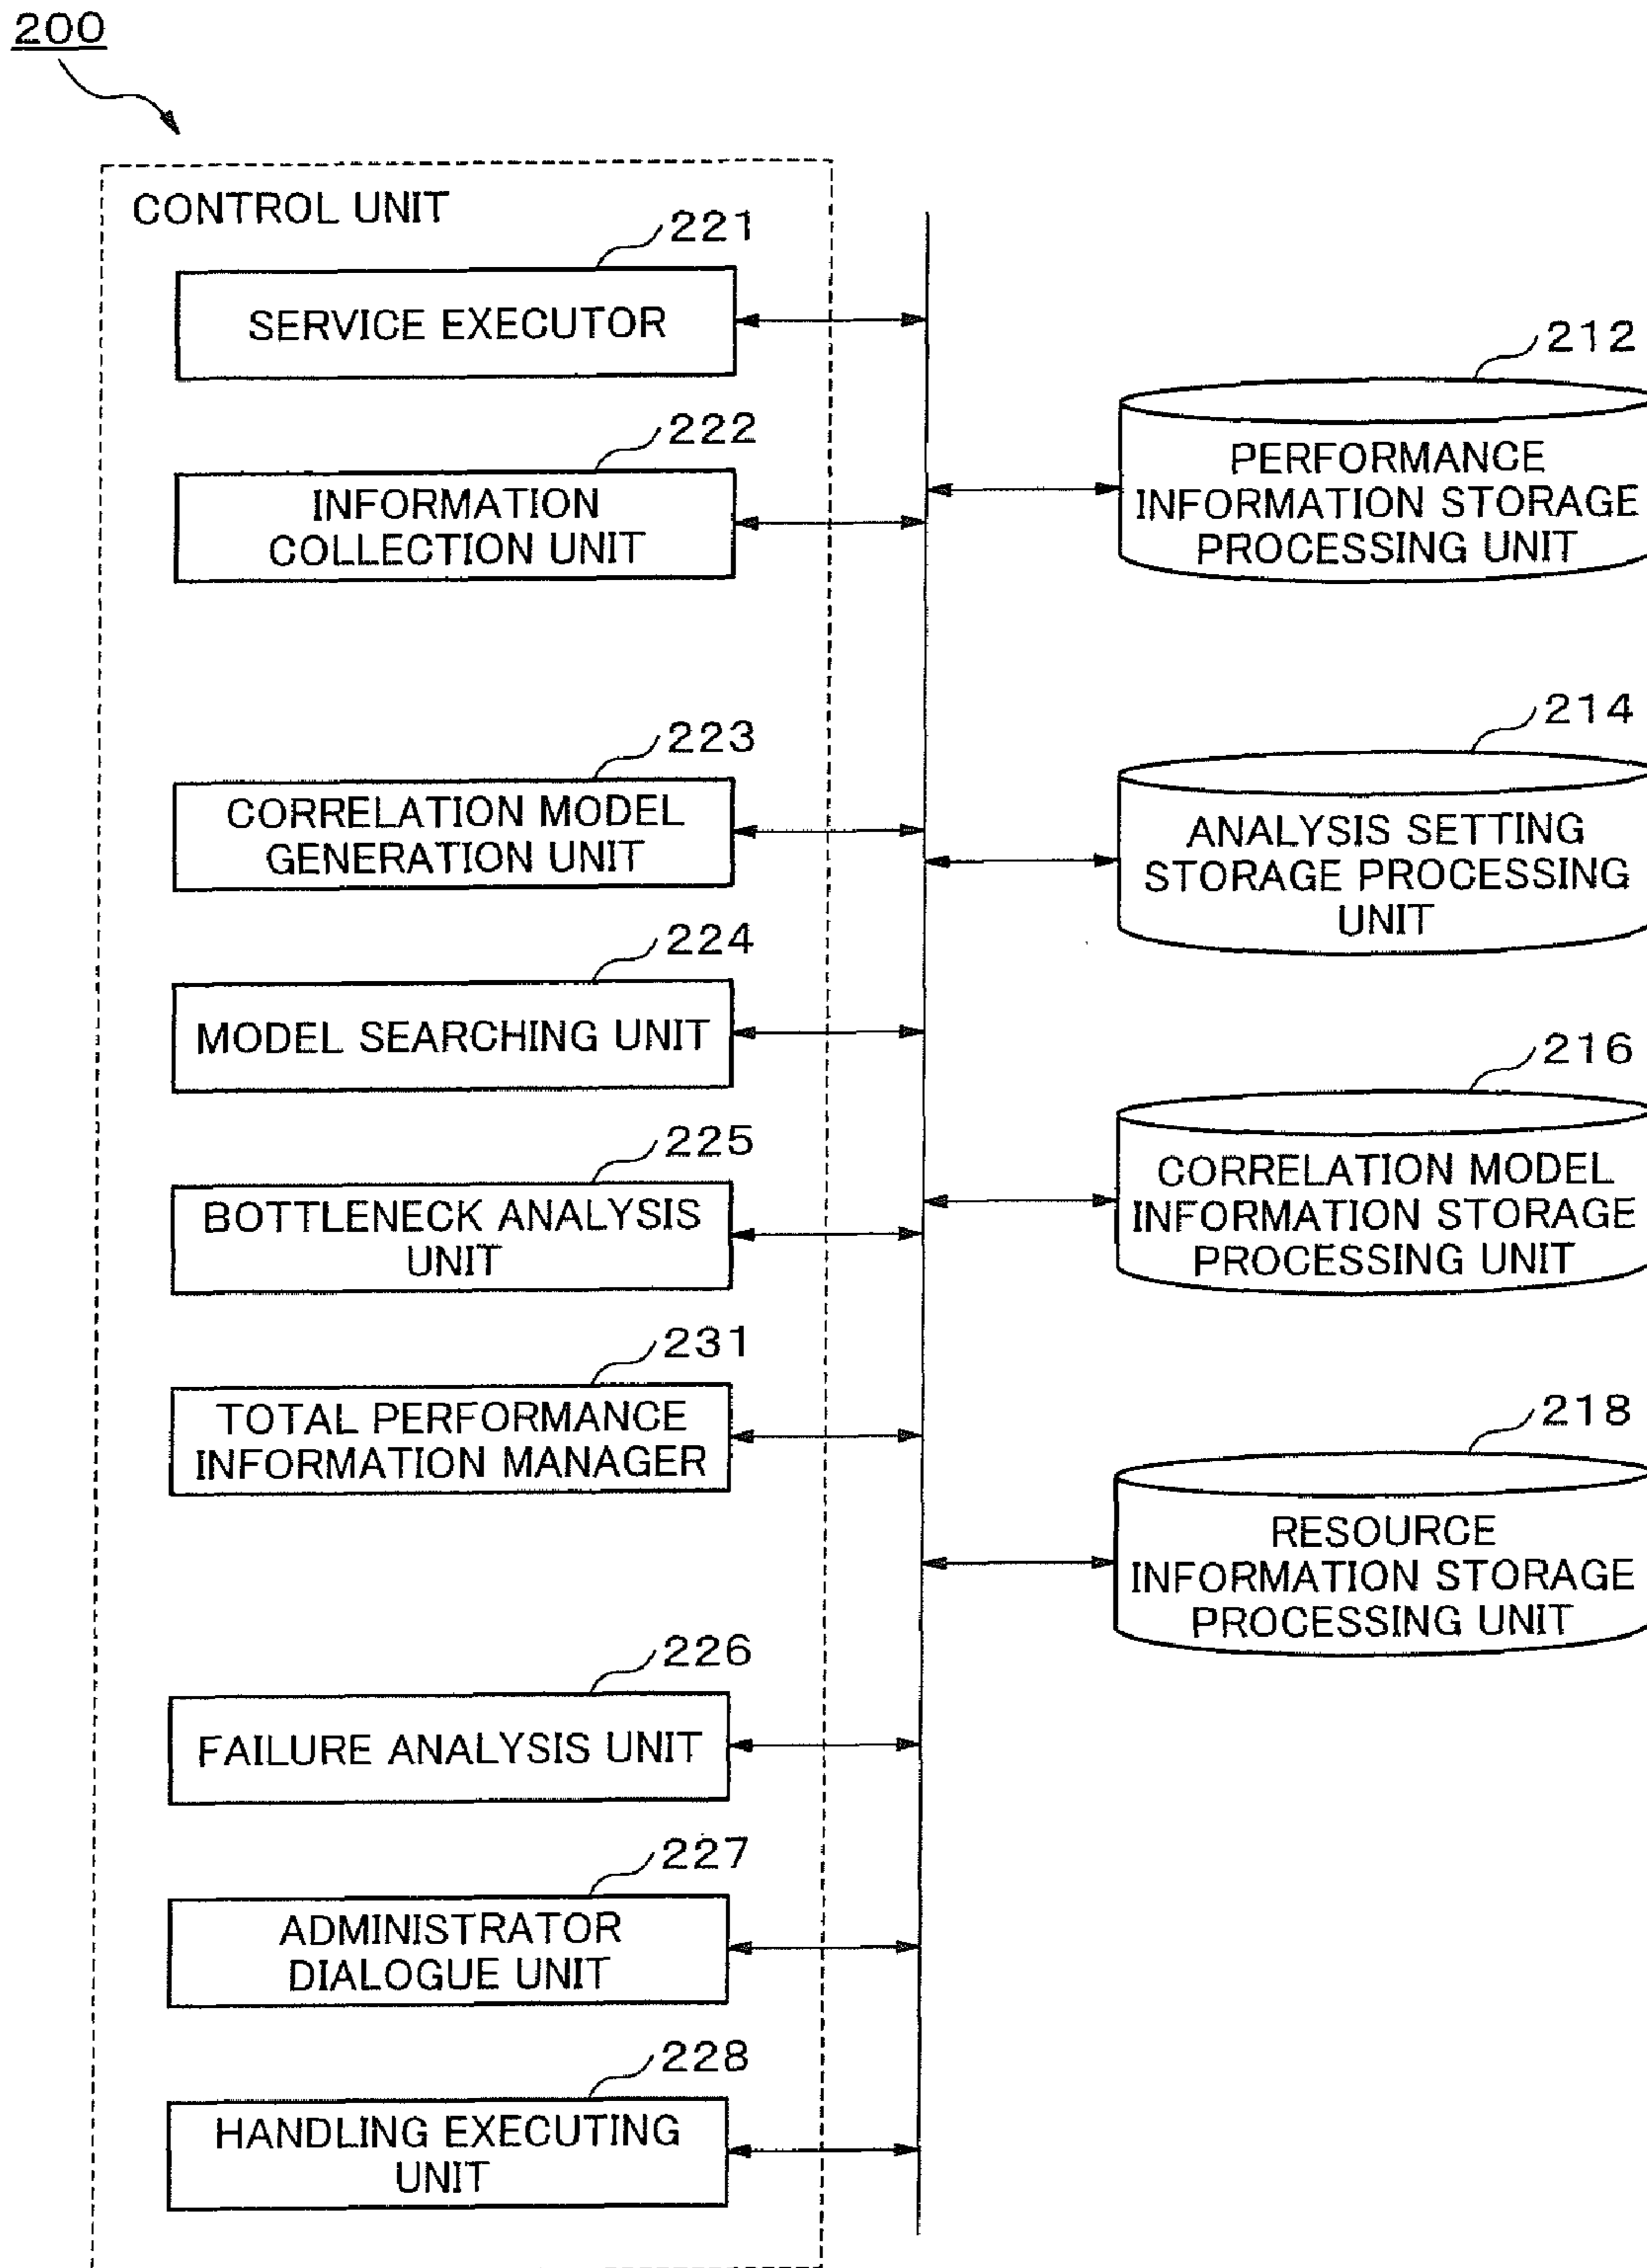 200
CONTROL UNIT
221
SERVICE EXECUTOR
222
INFORMATION
COLLECTION UNIT
223
CORRELATION MODEL
GENERATION UNIT
224
MODEL SEARCHING UNIT
225
BOTTLENECK ANALYSIS
UNIT
231
TOTAL PERFORMANCE
INFORMATION MANAGER
226
FAILURE ANALYSIS UNIT
227
ADMINISTRATOR
DIALOGUE UNIT
228
HANDLING EXECUTING
UNIT
212
PERFORMANCE
INFORMATION STORAGE
PROCESSING UNIT
214
ANALYSIS SETTING
STORAGE PROCESSING
UNIT
216
CORRELATION MODEL
INFORMATION STORAGE
PROCESSING UNIT
218
RESOURCE
INFORMATION STORAGE
PROCESSING UNIT